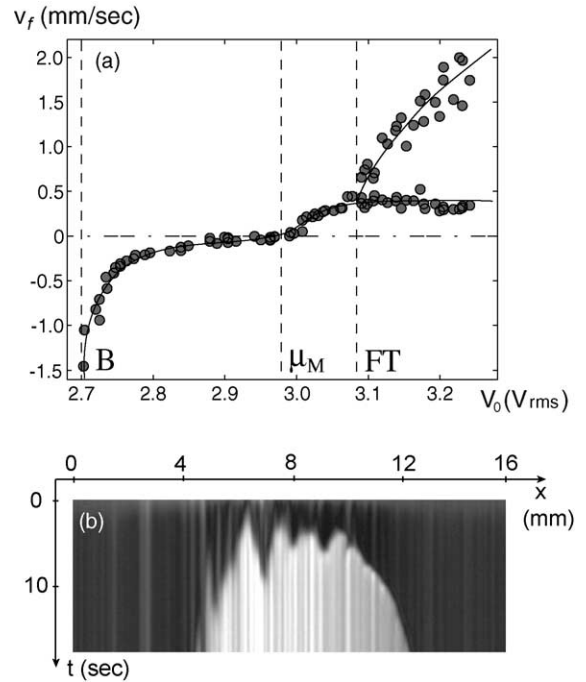 v_f (mm/sec)
(a)
2.0
1.5
1.0
0.5
0
-0.5
-1.0
-1.5
B
μ_M
FT
2.7 2.8 2.9 3.0 3.1 3.2 V_0 (V_rms)
0 4 8 12 16
x
(mm)
0
(b)
10
t (sec)